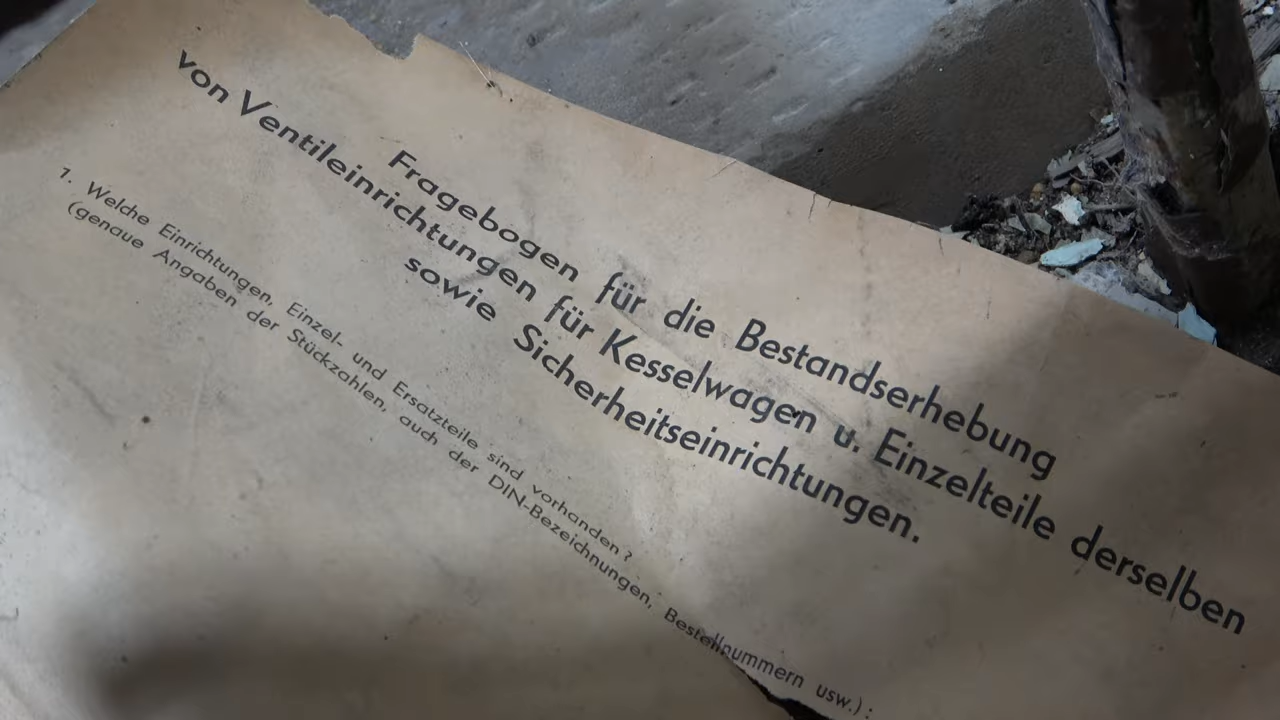 Fragebogen für die Bestandserhebung
von Ventileinrichtungen für Kesselwagen u. Einzelteile derselben
sowie Sicherheitseinrichtungen.
1. Welche Einrichtungen, Einzel- und Ersatzteile sind vorhanden?
(genaue Angaben der Stückzahlen, auch der DIN-Bezeichnungen, Bestellnummern usw.):